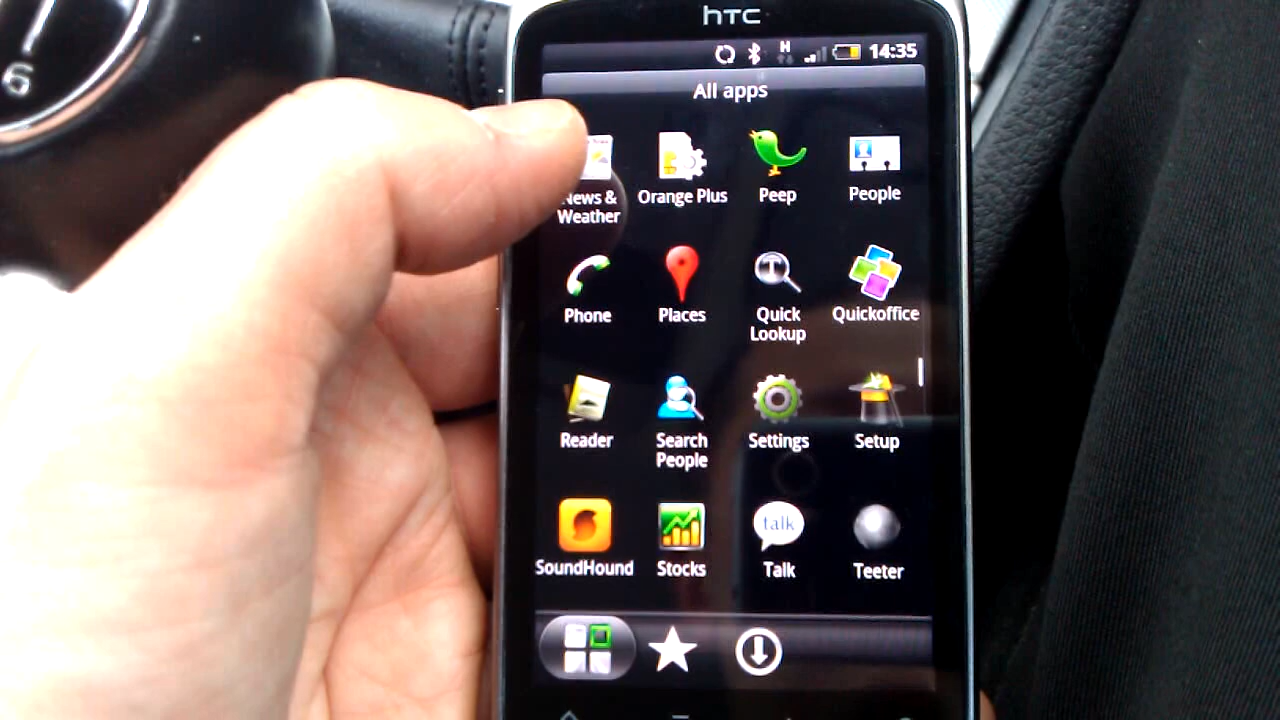 hTC
H
14:35
All apps
News &
Weather
Orange Plus
Peep
People
Phone
Places
Quick
Lookup
Quickoffice
Reader
Search
People
Settings
Setup
SoundHound
Stocks
talk
Talk
Teeter
6